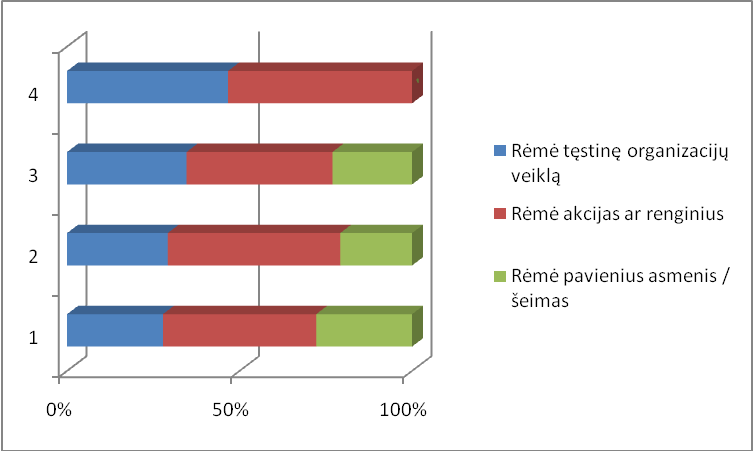 4
3
2
1
0%
50%
100%
Rėmė tęstinę organizacijų
veiklą
Rėmė akcijas ar renginius
Rėmė pavienius asmenis /
šeimas